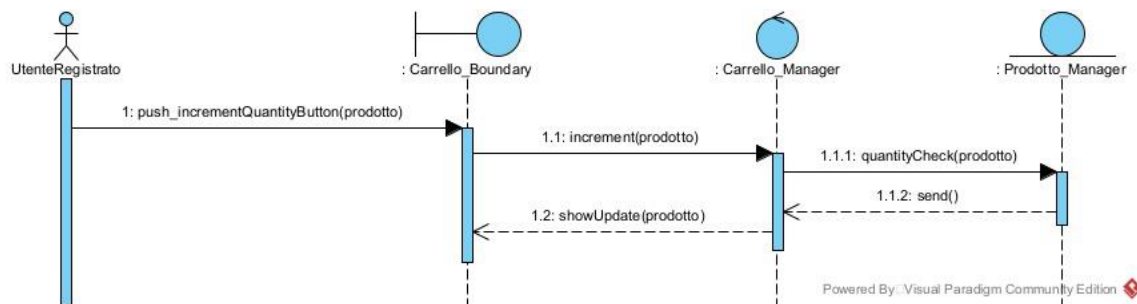 UtenteRegistrato
: Carrello_Boundary
: Carrello_Manager
: Prodotto_Manager
1: push_incrementQuantityButton(prodotto)
1.1: increment(prodotto)
1.1.1: quantityCheck(prodotto)
1.1.2: send()
1.2: showUpdate(prodotto)
Powered By Visual Paradigm Community Edition